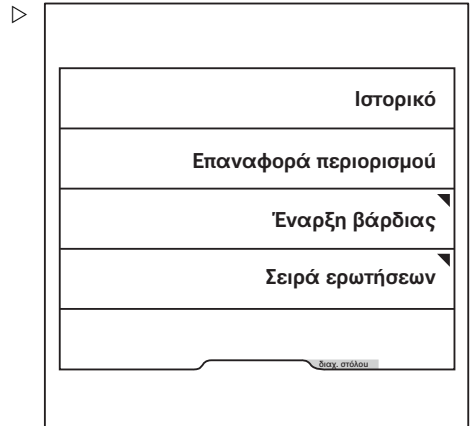 Ιστορικό
Επαναφορά περιορισμού
Έναρξη βάρδιας
Σειρά ερωτήσεων
διαχ. στόλου